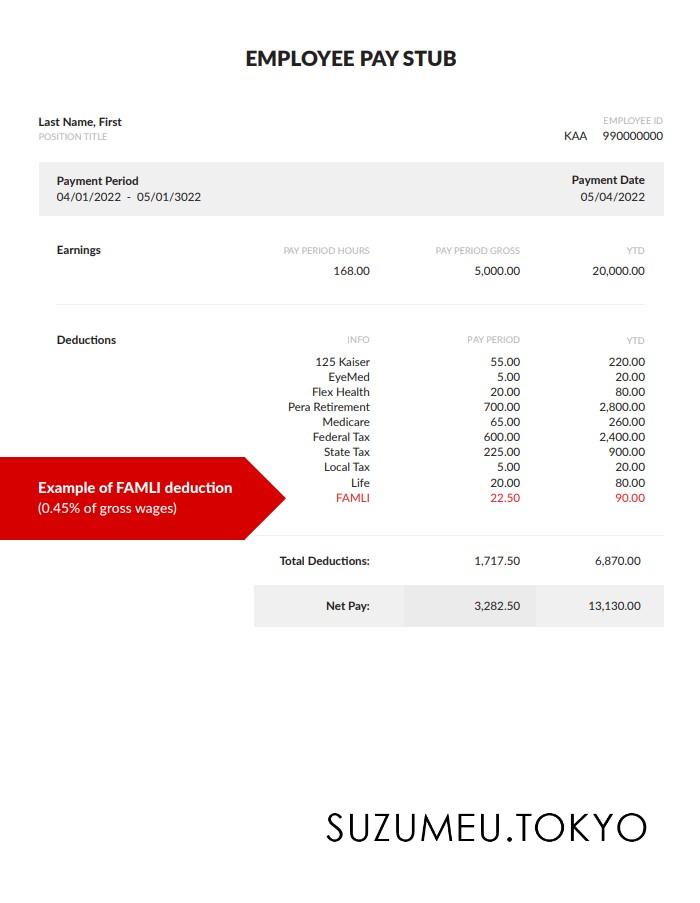 EMPLOYEE PAY STUB
Last Name, First
POSITION TITLE
EMPLOYEE ID
KAA 990000000
Payment Period
04/01/2022 - 05/01/3022
Payment Date
05/04/2022
Earnings PAY PERIOD HOURS PAY PERIOD GROSS YTD
168.00 5,000.00 20,000.00
Deductions INFO PAY PERIOD YTD
125 Kaiser 55.00 220.00
EyeMed 5.00 20.00
Flex Health 20.00 80.00
Pera Retirement 700.00 2,800.00
Medicare 65.00 260.00
Federal Tax 600.00 2,400.00
State Tax 225.00 900.00
Local Tax 5.00 20.00
Life 20.00 80.00
FAMLI 22.50 90.00
Example of FAMLI deduction
(0.45% of gross wages)
Total Deductions: 1,717.50 6,870.00
Net Pay: 3,282.50 13,130.00
SUZUMEU.TOKYO